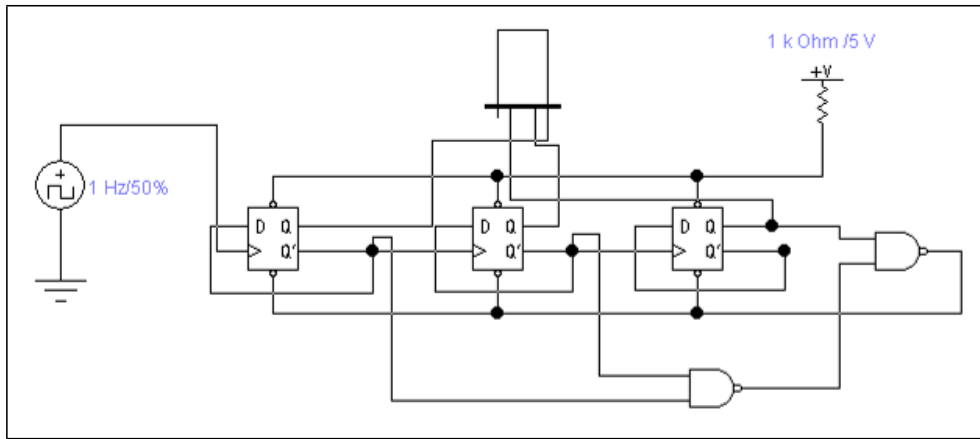 1 k Ohm /5 V
+V
1 Hz/50%
D Q
Q'
D Q
Q'
D Q
Q'